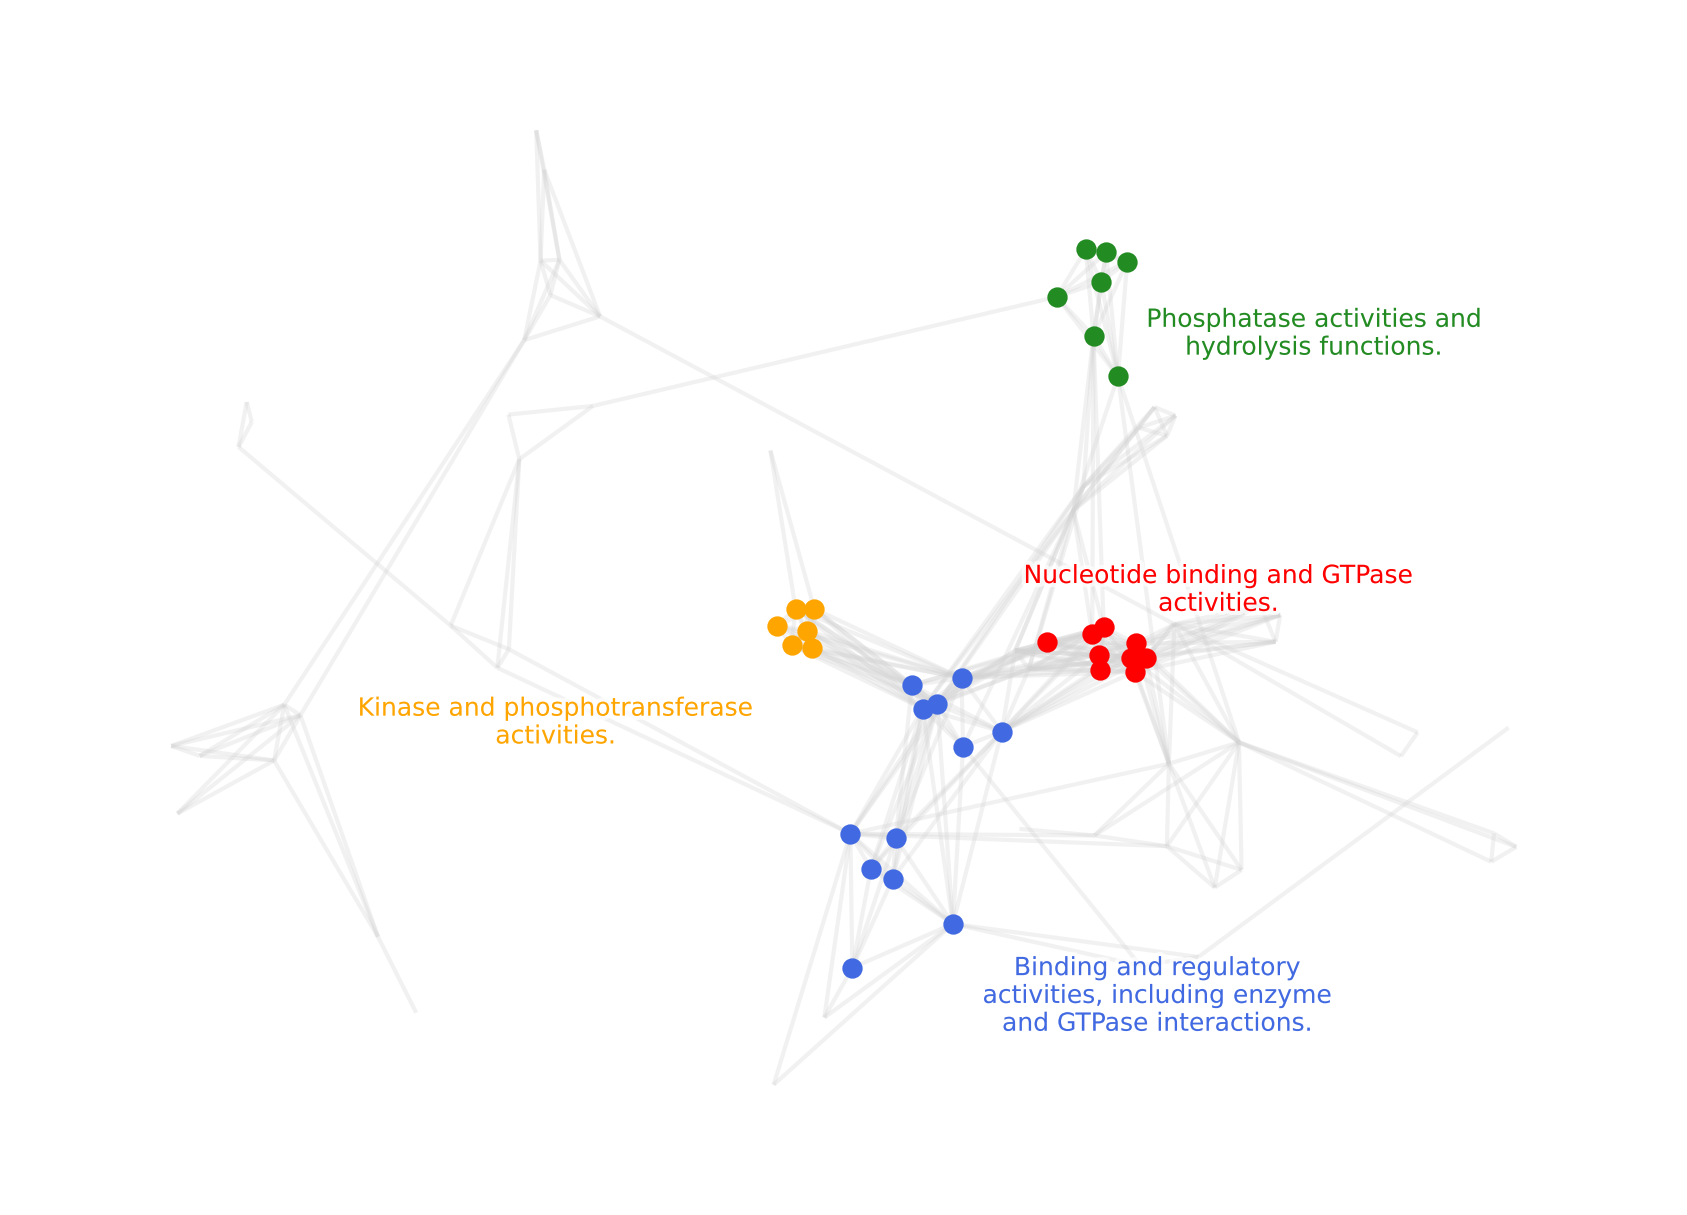 Phosphatase activities and
hydrolysis functions.
Nucleotide binding and GTPase
activities.
Kinase and phosphotransferase
activities.
Binding and regulatory
activities, including enzyme
and GTPase interactions.